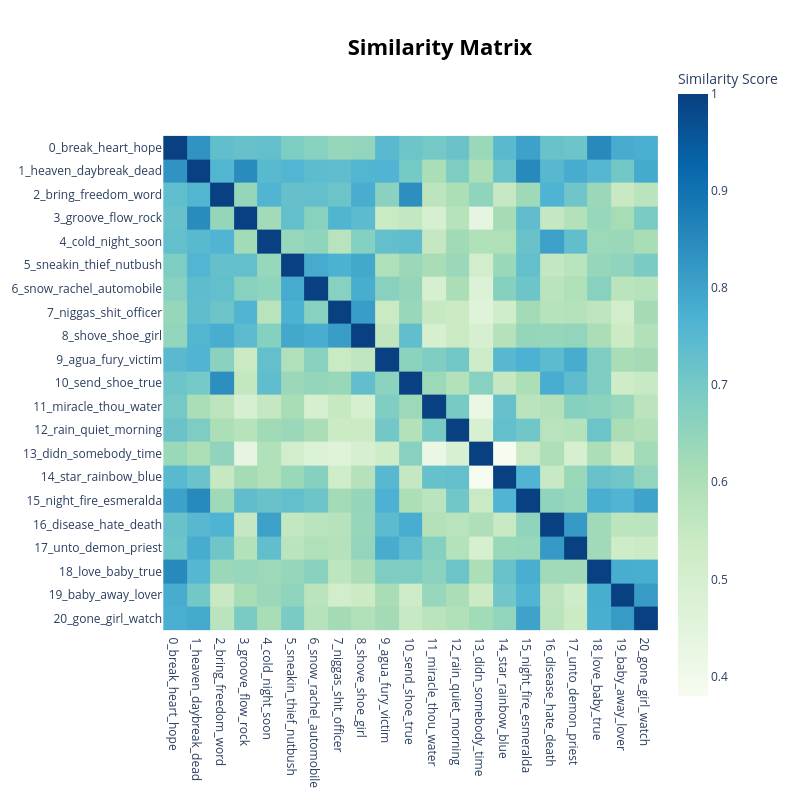 Similarity Matrix
Similarity Score
1
0.9
0.8
0.7
0.6
0.5
0.4
0_break_heart_hope
1_heaven_daybreak_dead
2_bring_freedom_word
3_groove_flow_rock
4_cold_night_soon
5_sneakin_thief_nutbush
6_snow_rachel_automobile
7_niggas_shit_officer
8_shove_shoe_girl
9_agua_fury_victim
10_send_shoe_true
11_miracle_thou_water
12_rain_quiet_morning
13_didn_somebody_time
14_star_rainbow_blue
15_night_fire_esmeralda
16_disease_hate_death
17_unto_demon_priest
18_love_baby_true
19_baby_away_lover
20_gone_girl_watch
0_break_heart_hope
1_heaven_daybreak_dead
2_bring_freedom_word
3_groove_flow_rock
4_cold_night_soon
5_sneakin_thief_nutbush
6_snow_rachel_automobile
7_niggas_shit_officer
8_shove_shoe_girl
9_agua_fury_victim
10_send_shoe_true
11_miracle_thou_water
12_rain_quiet_morning
13_didn_somebody_time
14_star_rainbow_blue
15_night_fire_esmeralda
16_disease_hate_death
17_unto_demon_priest
18_love_baby_true
19_baby_away_lover
20_gone_girl_watch